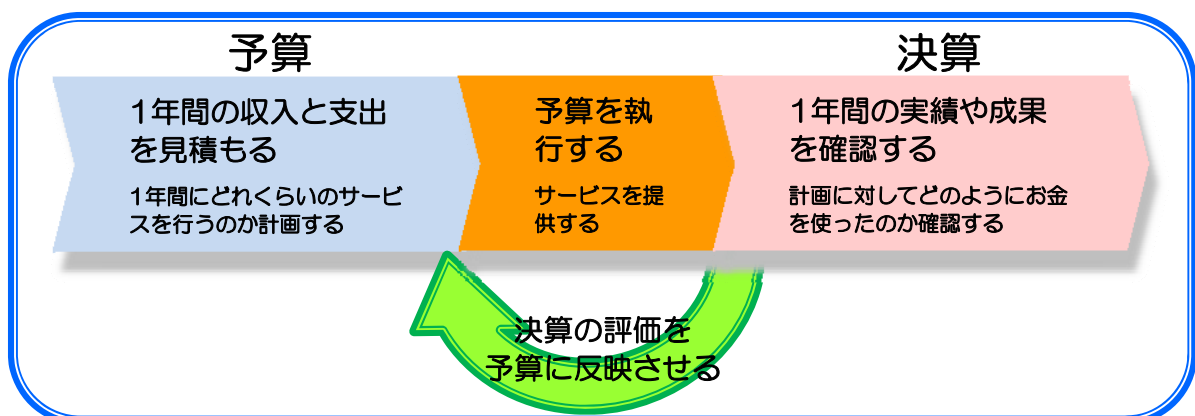 予算
1年間の収入と支出
を見積もる
1年間にどれくらいのサービ
スを行うのか計画する
予算を執
行する
サービスを提
供する
決算
1年間の実績や成果
を確認する
計画に対してどのようにお金
を使ったのか確認する
決算の評価を
予算に反映させる